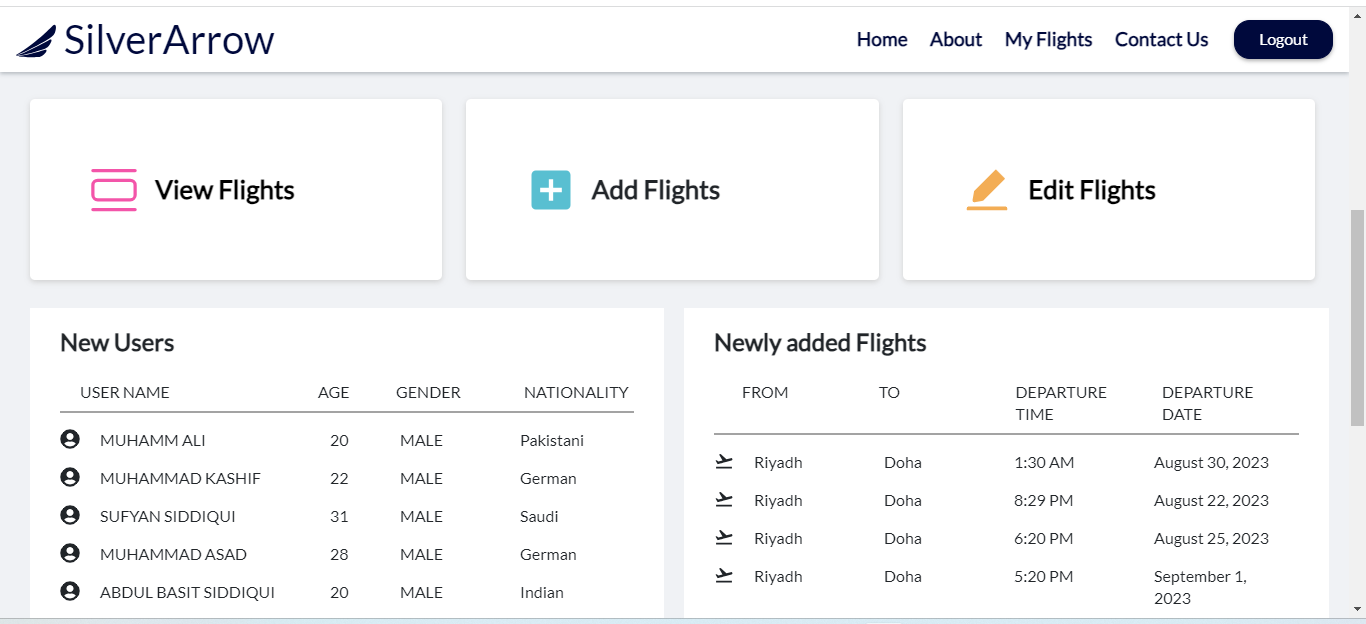 SilverArrow
Home About My Flights Contact Us Logout
View Flights
Add Flights
Edit Flights
New Users
USER NAME AGE GENDER NATIONALITY
MUHAMM ALI 20 MALE Pakistani
MUHAMMAD KASHIF 22 MALE German
SUFYAN SIDDIQUI 31 MALE Saudi
MUHAMMAD ASAD 28 MALE German
ABDUL BASIT SIDDIQUI 20 MALE Indian
Newly added Flights
FROM TO DEPARTURE TIME DEPARTURE DATE
Riyadh Doha 1:30 AM August 30, 2023
Riyadh Doha 8:29 PM August 22, 2023
Riyadh Doha 6:20 PM August 25, 2023
Riyadh Doha 5:20 PM September 1, 2023